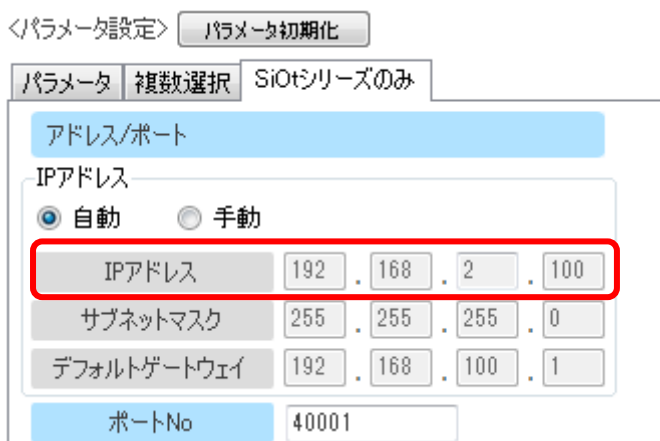 <パラメータ設定> パラメータ初期化
パラメータ 複数選択 SiOtシリーズのみ
アドレス/ポート
IPアドレス
自動 手動
IPアドレス 192 . 168 . 2 . 100
サブネットマスク 255 . 255 . 255 . 0
デフォルトゲートウェイ 192 . 168 . 100 . 1
ポートNo 40001